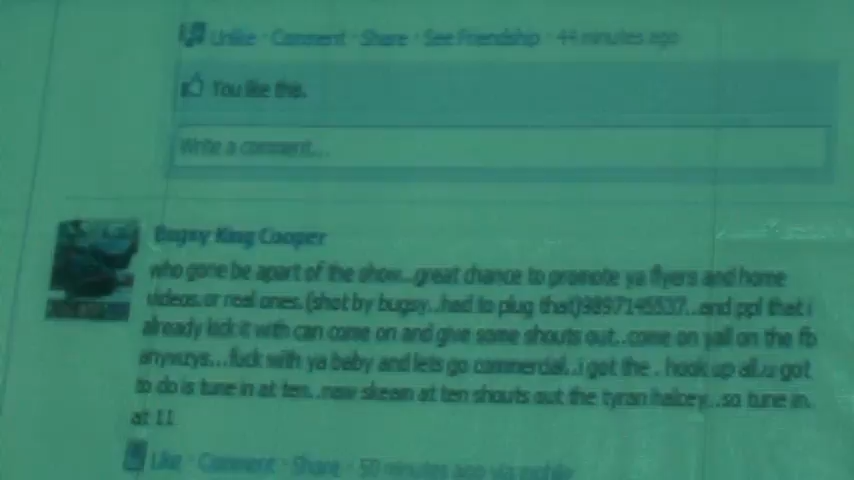 Unlike · Comment · Share · See Friendship · 44 minutes ago
You like this.
Write a comment...
Bugsy King Cooper
who gone be apart of the show...great chance to promote ya flyers and home
videos.or real ones.(shot by bugsy..had to plug that)9897145537..and ppl that i
already kick it with can come on and give some shouts out..come on yall on the fb
anywuzys...fuck with ya baby and lets go commercial..i got the . hook up all.u got
to do is tune in at ten..new skeam at ten shouts out the tyran halcey..so tune in.
at 11
Like · Comment · Share · 50 minutes ago via mobile